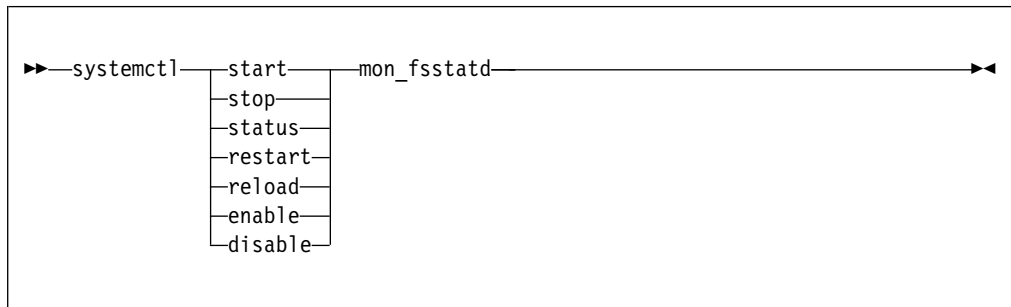 systemctl start mon_fsstatd
stop
status
restart
reload
enable
disable